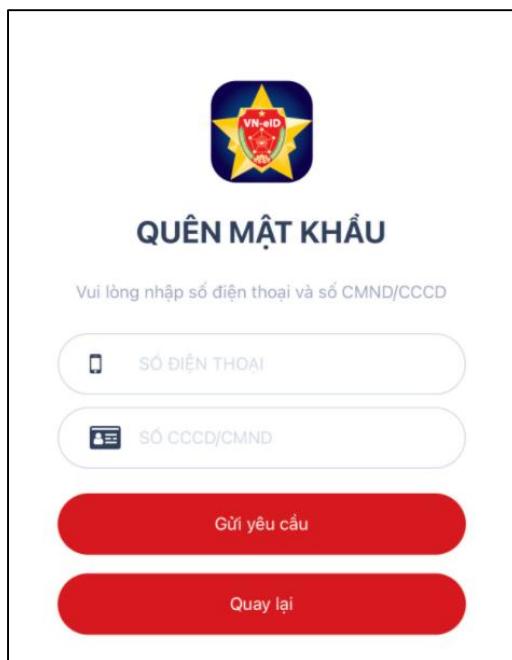 VN-eID
QUÊN MẬT KHẨU
Vui lòng nhập số điện thoại và số CMND/CCCD
SỐ ĐIỆN THOẠI
SỐ CCCD/CMND
Gửi yêu cầu
Quay lại